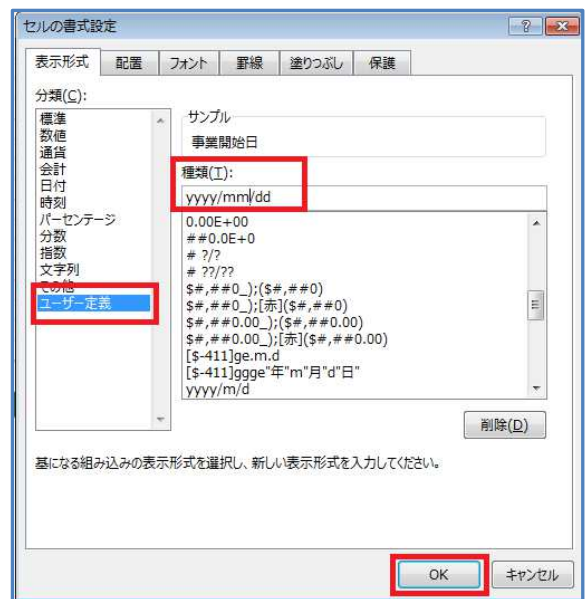 セルの書式設定
表示形式 配置 フォント 罫線 塗りつぶし 保護
分類(C):
標準
数値
通貨
会計
日付
時刻
パーセンテージ
分数
指数
文字列
その他
ユーザー定義
サンプル
事業開始日
種類(T):
yyyy/mm/dd
0.00E+00
##0.0E+0
# ?/?
# ??/??
$#,##0_);($#,##0)
$#,##0_);[赤]($#,##0)
$#,##0.00_);($#,##0.00)
$#,##0.00_);[赤]($#,##0.00)
[$-411]ge.m.d
[$-411]ggge"年"m"月"d"日"
yyyy/m/d
削除(D)
基になる組み込みの表示形式を選択し、新しい表示形式を入力してください。
OK キャンセル